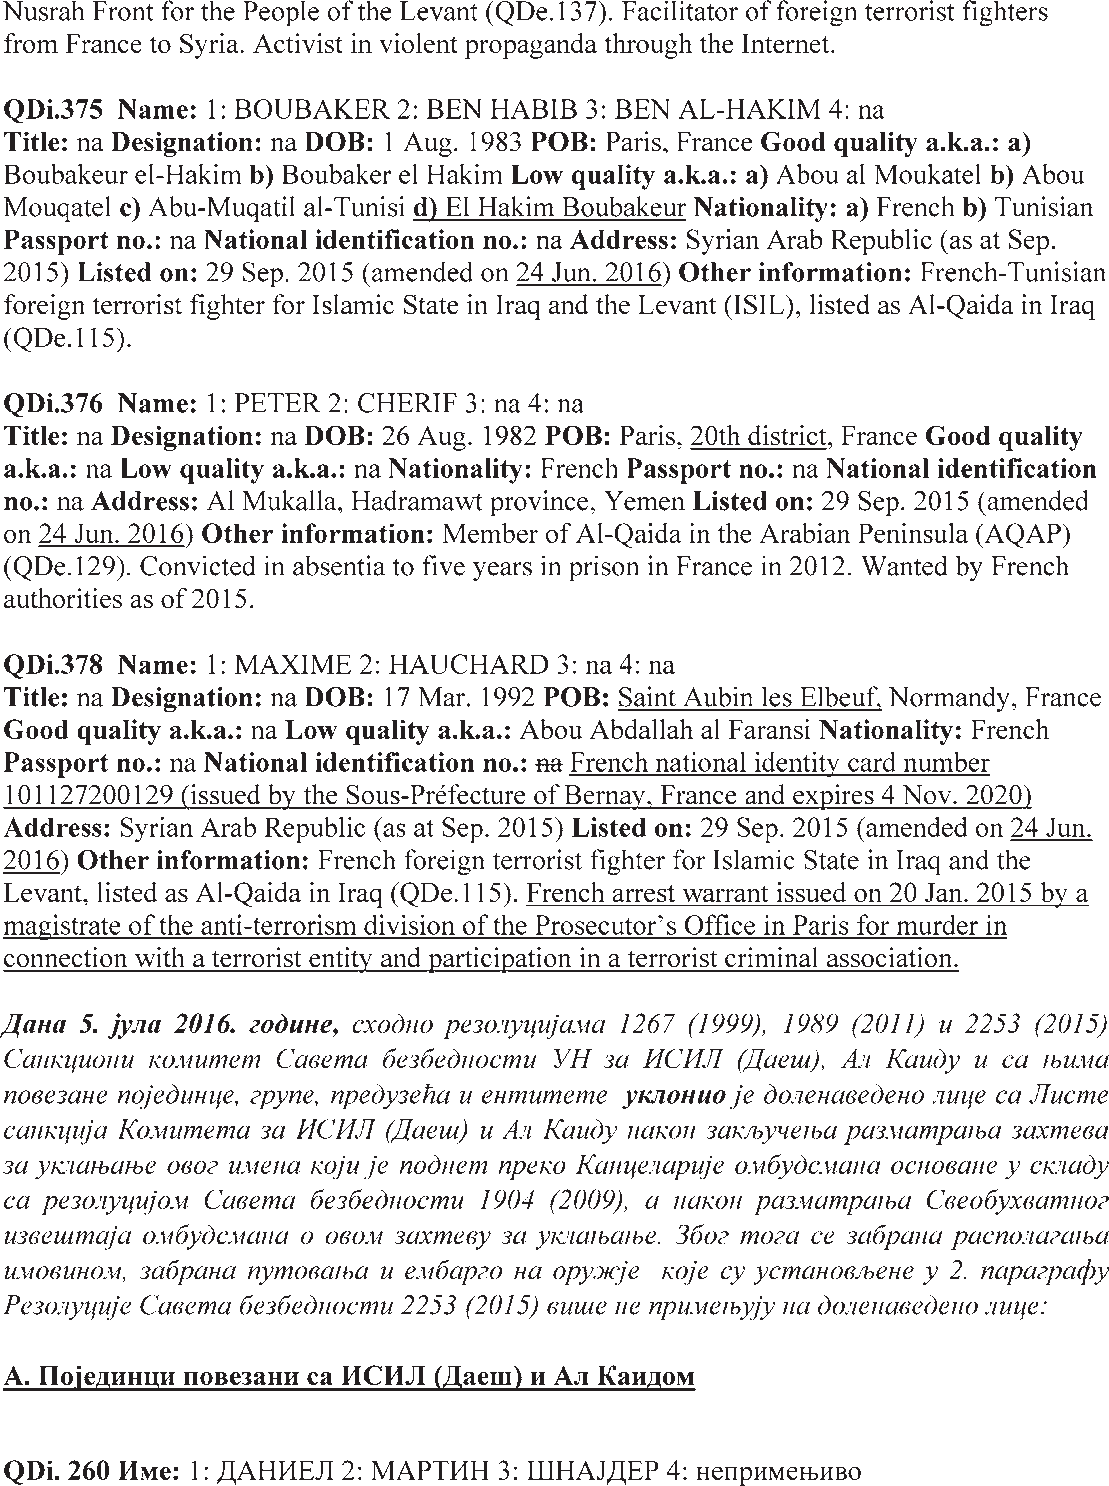 Nusrah Front for the People of the Levant (QDe.137). Facilitator of foreign terrorist fighters
from France to Syria. Activist in violent propaganda through the Internet.
QDi.375 Name: 1: BOUBAKER 2: BEN HABIB 3: BEN AL-HAKIM 4: na
Title: na Designation: na DOB: 1 Aug. 1983 POB: Paris, France Good quality a.k.a.: a)
Boubakeur el-Hakim b) Boubaker el Hakim Low quality a.k.a.: a) Abou al Moukatel b) Abou
Mouqatel c) Abu-Muqatil al-Tunisi d) El Hakim Boubakeur Nationality: a) French b) Tunisian
Passport no.: na National identification no.: na Address: Syrian Arab Republic (as at Sep.
2015) Listed on: 29 Sep. 2015 (amended on 24 Jun. 2016) Other information: French-Tunisian
foreign terrorist fighter for Islamic State in Iraq and the Levant (ISIL), listed as Al-Qaida in Iraq
(QDe.115).
QDi.376 Name: 1: PETER 2: CHERIF 3: na 4: na
Title: na Designation: na DOB: 26 Aug. 1982 POB: Paris, 20th district, France Good quality
a.k.a.: na Low quality a.k.a.: na Nationality: French Passport no.: na National identification
no.: na Address: Al Mukalla, Hadramawt province, Yemen Listed on: 29 Sep. 2015 (amended
on 24 Jun. 2016) Other information: Member of Al-Qaida in the Arabian Peninsula (AQAP)
(QDe.129). Convicted in absentia to five years in prison in France in 2012. Wanted by French
authorities as of 2015.
QDi.378 Name: 1: MAXIME 2: HAUCHARD 3: na 4: na
Title: na Designation: na DOB: 17 Mar. 1992 POB: Saint Aubin les Elbeuf, Normandy, France
Good quality a.k.a.: na Low quality a.k.a.: Abou Abdallah al Faransi Nationality: French
Passport no.: na National identification no.: na French national identity card number
101127200129 (issued by the Sous-Préfecture of Bernay, France and expires 4 Nov. 2020)
Address: Syrian Arab Republic (as at Sep. 2015) Listed on: 29 Sep. 2015 (amended on 24 Jun.
2016) Other information: French foreign terrorist fighter for Islamic State in Iraq and the
Levant, listed as Al-Qaida in Iraq (QDe.115). French arrest warrant issued on 20 Jan. 2015 by a
magistrate of the anti-terrorism division of the Prosecutor’s Office in Paris for murder in
connection with a terrorist entity and participation in a terrorist criminal association.
Дана 5. јула 2016. године, сходно резолуцијама 1267 (1999), 1989 (2011) и 2253 (2015)
Санкциони комитет Савета безбедности УН за ИСИЛ (Даеш), Ал Каиду и са њима
повезане појединце, групе, предузећа и ентитете уклонио је доленаведено лице са Листе
санкција Комитета за ИСИЛ (Даеш) и Ал Каиду након закључења разматрања захтева
за уклањање овог имена који је поднет преко Канцеларије омбудсмана основане у складу
са резолуцијом Савета безбедности 1904 (2009), а након разматрања Свеобухватног
извештаја омбудсмана о овом захтеву за уклањање. Због тога се забрана располагања
имовином, забрана путовања и ембарго на оружје које су установљене у 2. параграфу
Резолуције Савета безбедности 2253 (2015) више не примењују на доленаведено лице:
А. Појединци повезани са ИСИЛ (Даеш) и Ал Каидом
QDi. 260 Име: 1: ДАНИЕЛ 2: МАРТИН 3: ШНАЈДЕР 4: непримењиво